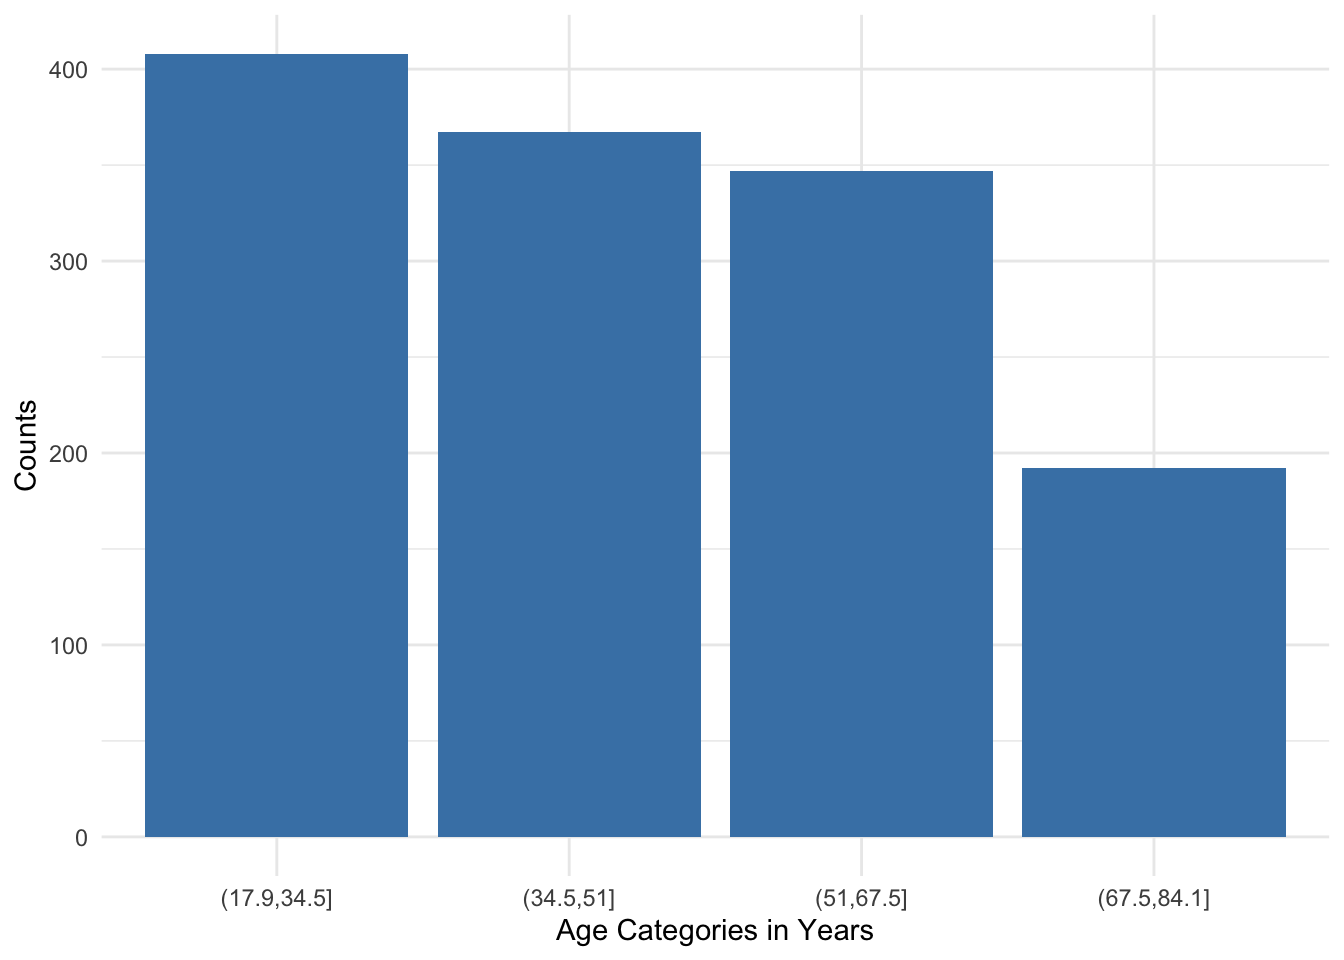 400
300
200
100
0
Counts
(17.9,34.5] (34.5,51] (51,67.5] (67.5,84.1]
Age Categories in Years